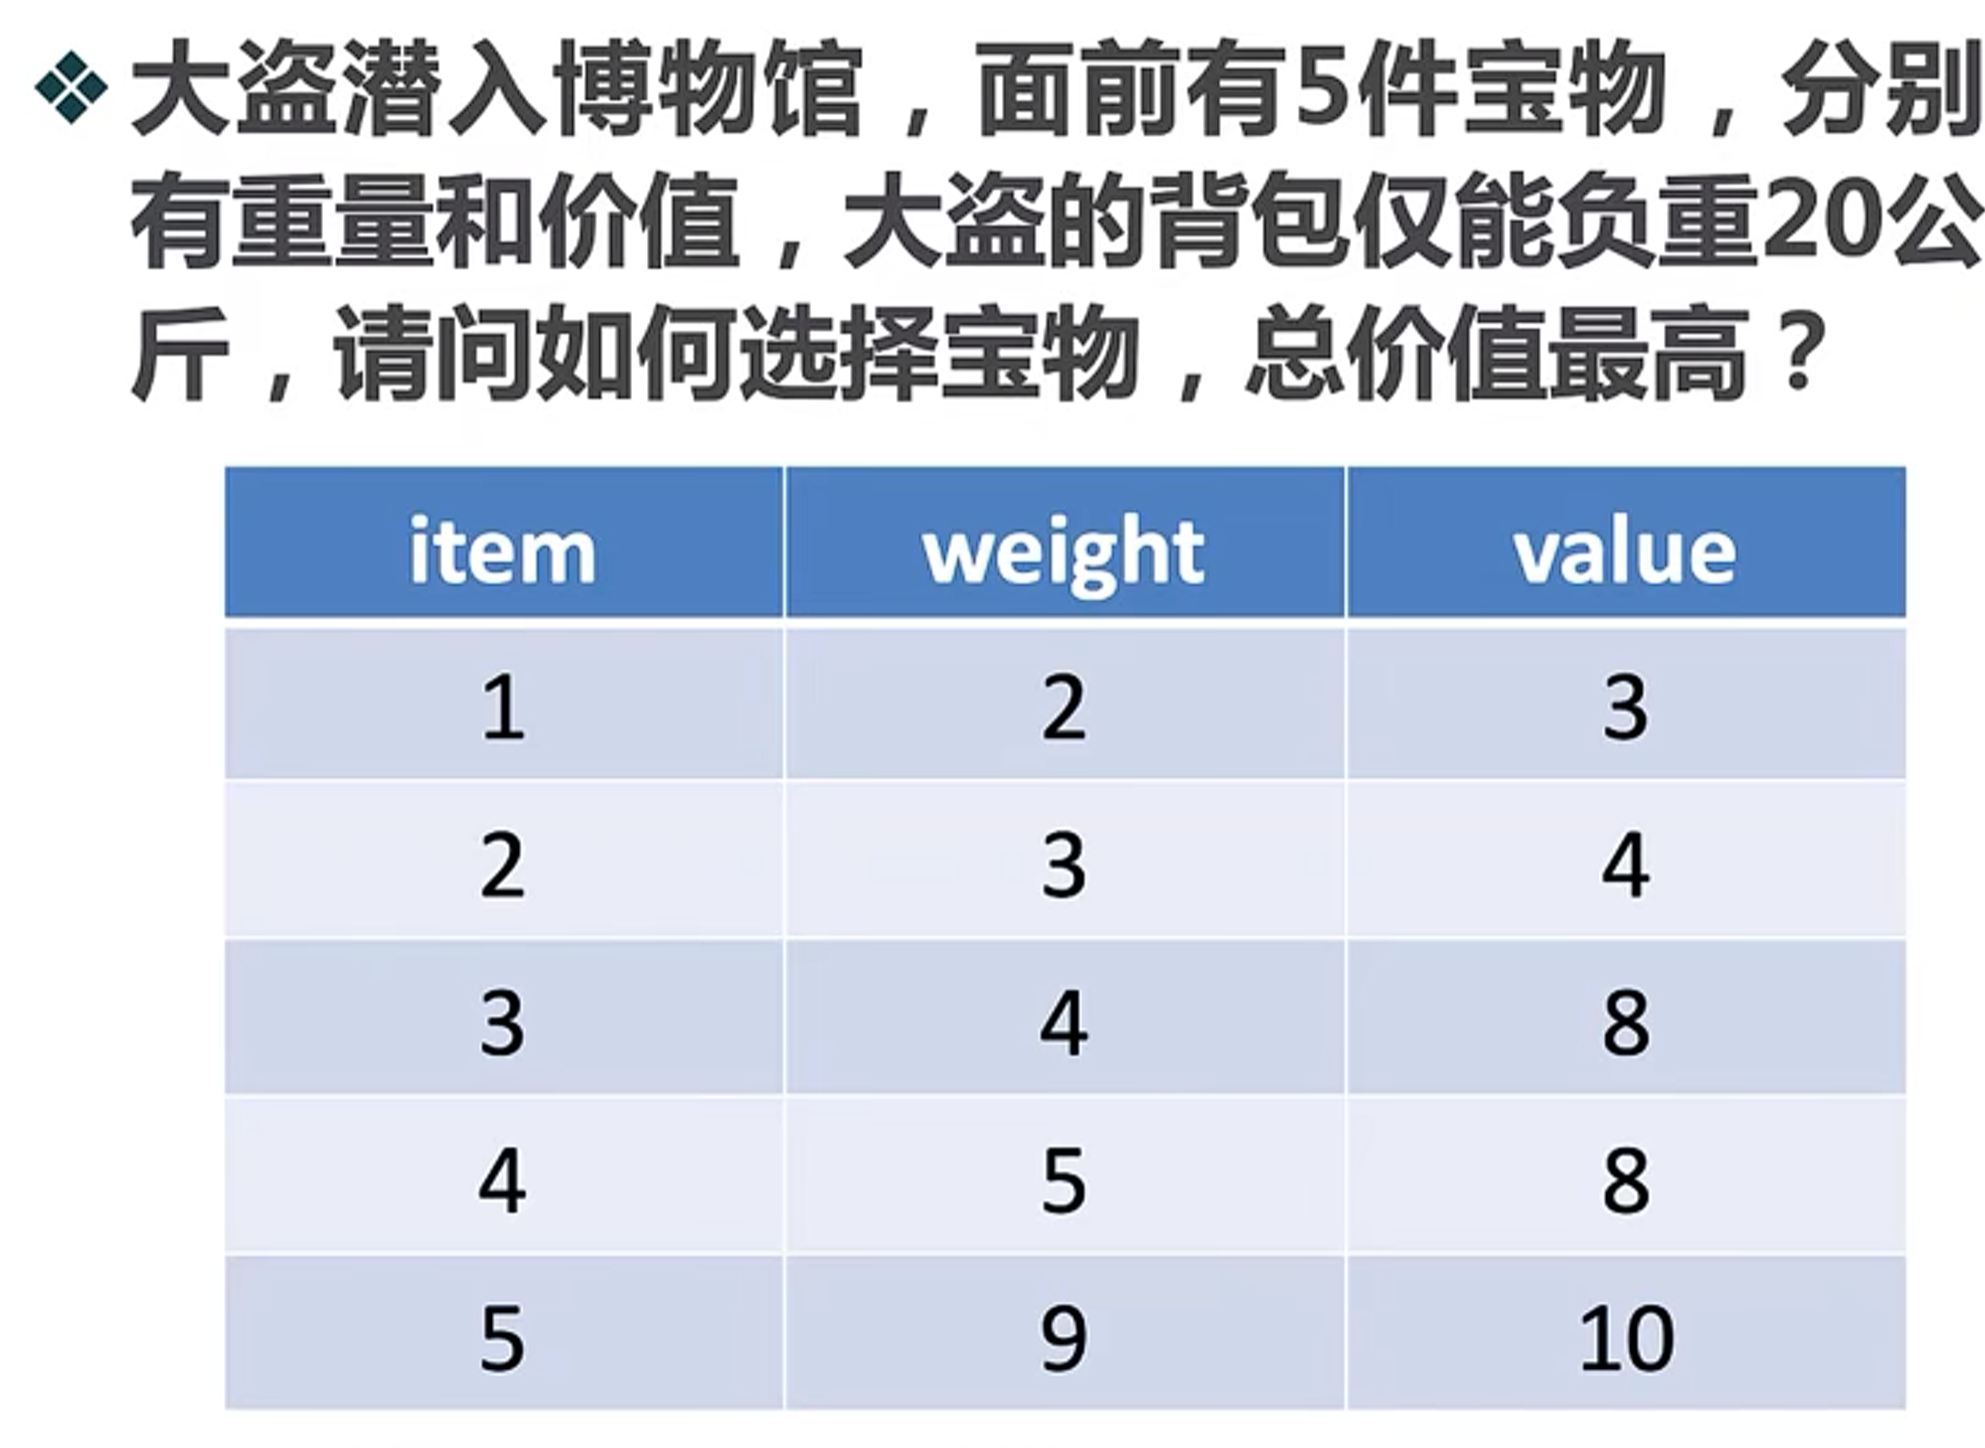 大盗潜入博物馆，面前有5件宝物，分别
有重量和价值，大盗的背包仅能负重20公
斤，请问如何选择宝物，总价值最高？
item weight value
1 2 3
2 3 4
3 4 8
4 5 8
5 9 10